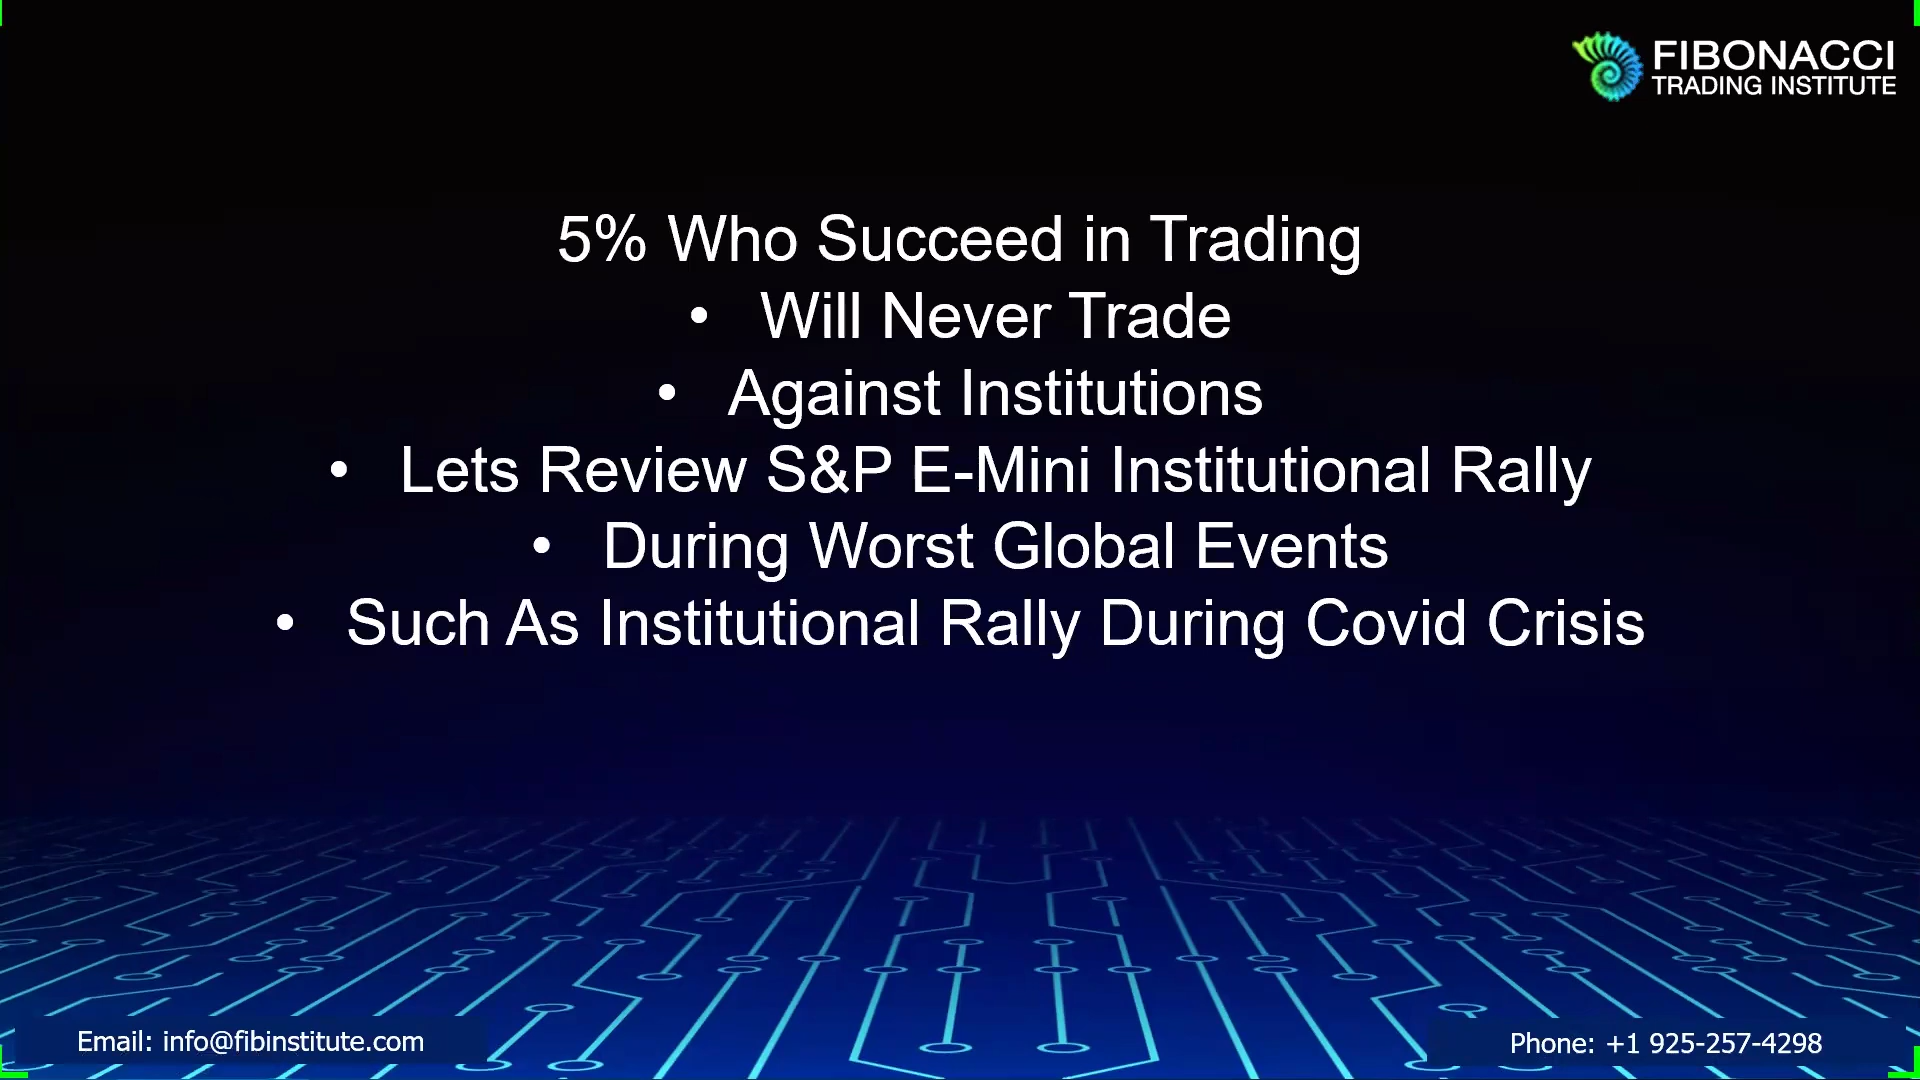 FIBONACCI
TRADING INSTITUTE
5% Who Succeed in Trading
• Will Never Trade
• Against Institutions
• Lets Review S&P E-Mini Institutional Rally
• During Worst Global Events
• Such As Institutional Rally During Covid Crisis
Email: info@fibinstitute.com
Phone: +1 925-257-4298